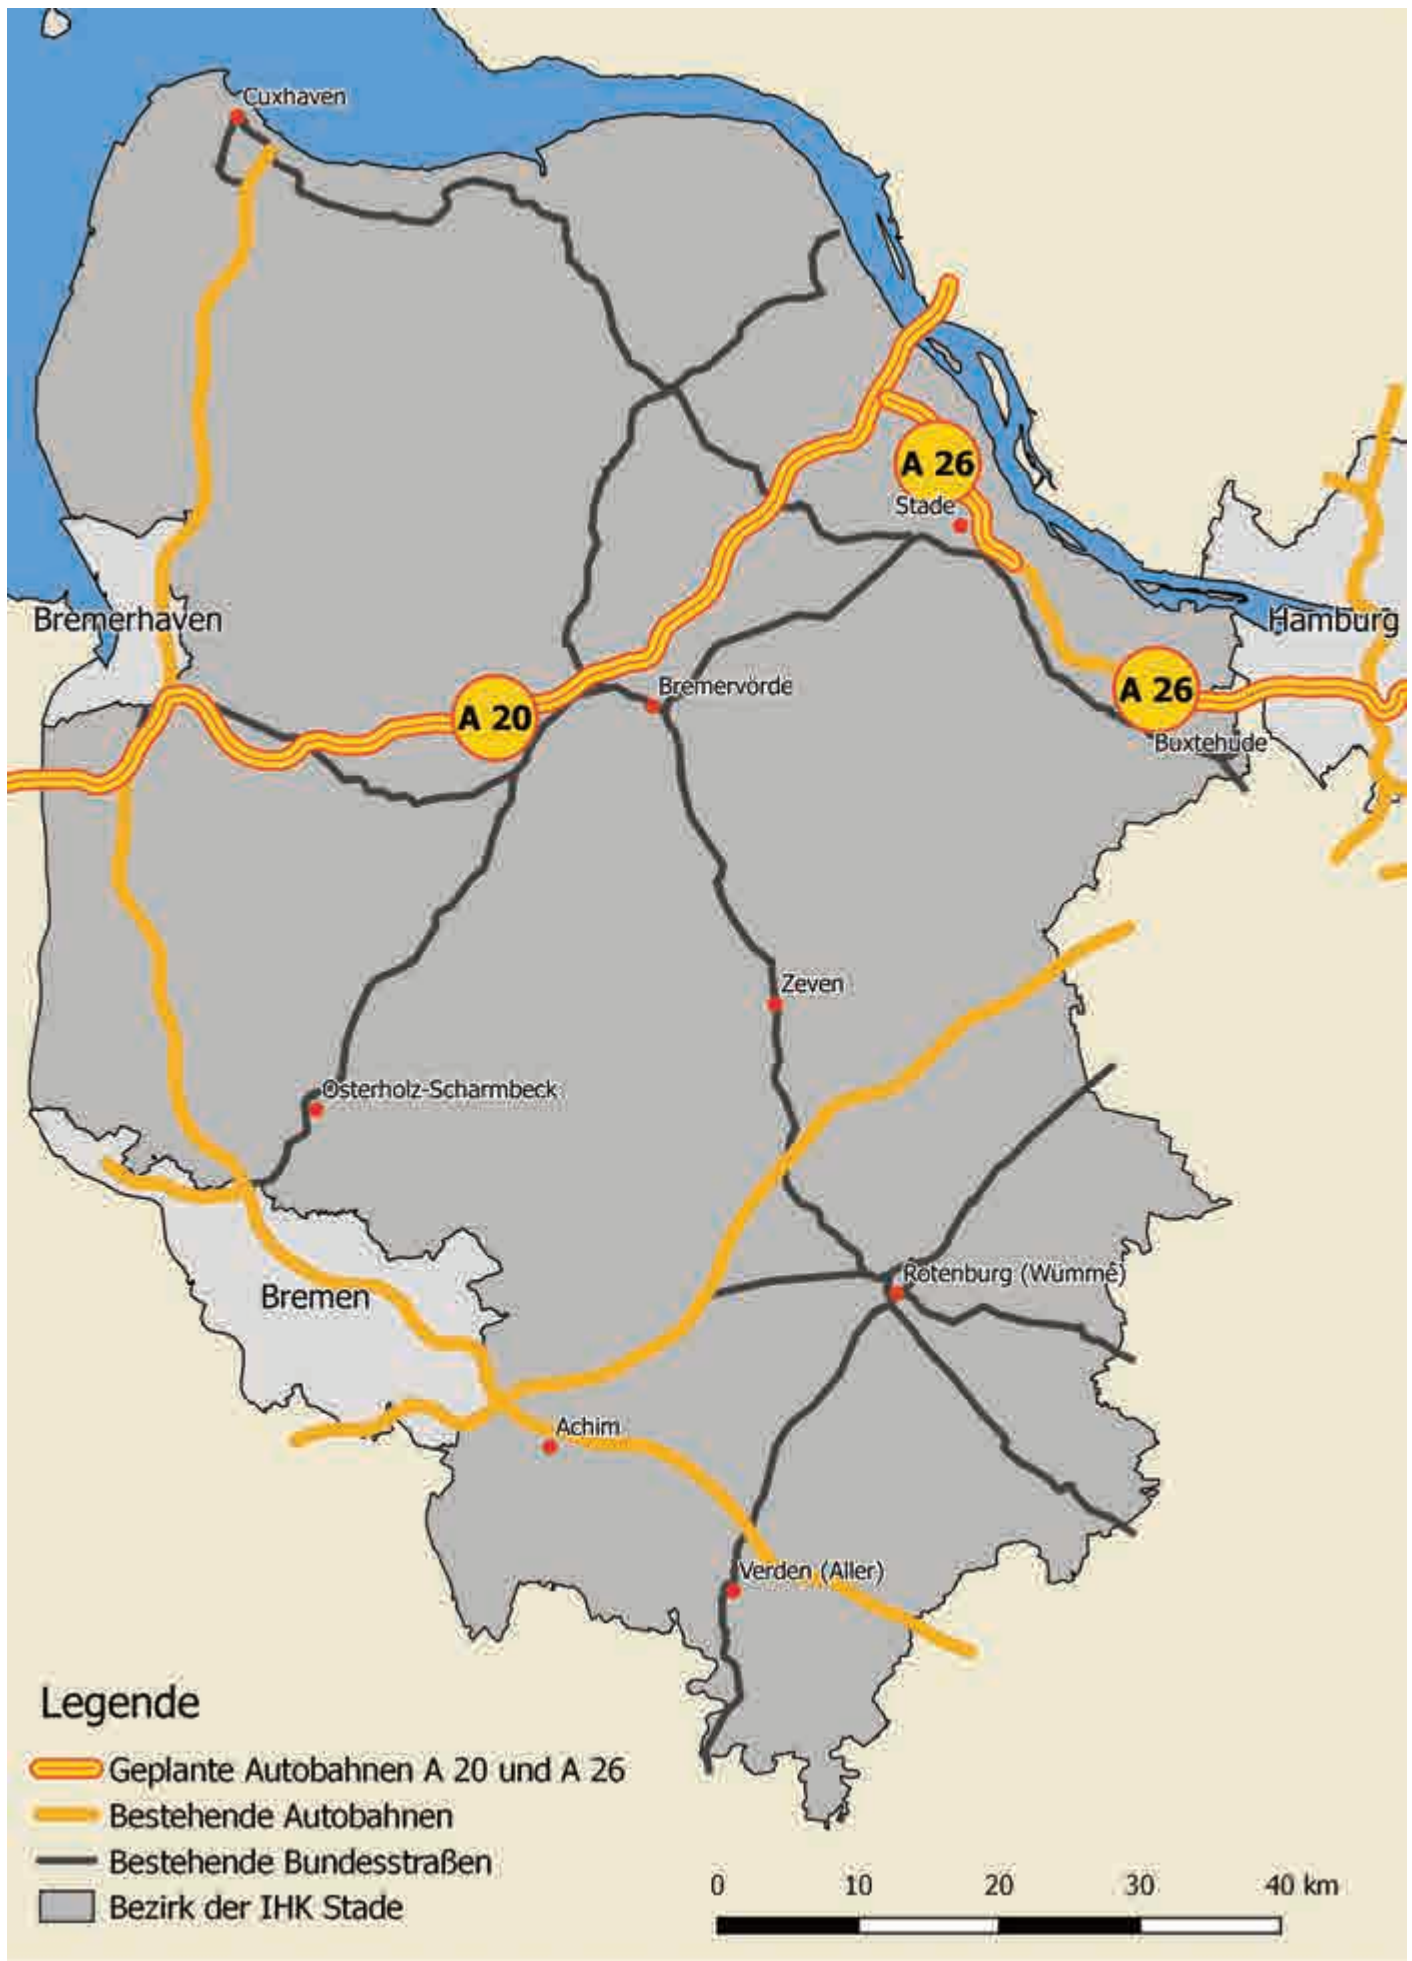 Cuxhaven
A 26
Stade
Bremerhaven
Hamburg
Bremervörde
A 26
A 20
Buxtehude
Zeven
Osterholz-Scharmbeck
Rotenburg (Wümme)
Bremen
Achim
Verden (Aller)
Legende
Geplante Autobahnen A 20 und A 26
Bestehende Autobahnen
Bestehende Bundesstraßen
Bezirk der IHK Stade
0 10 20 30 40 km